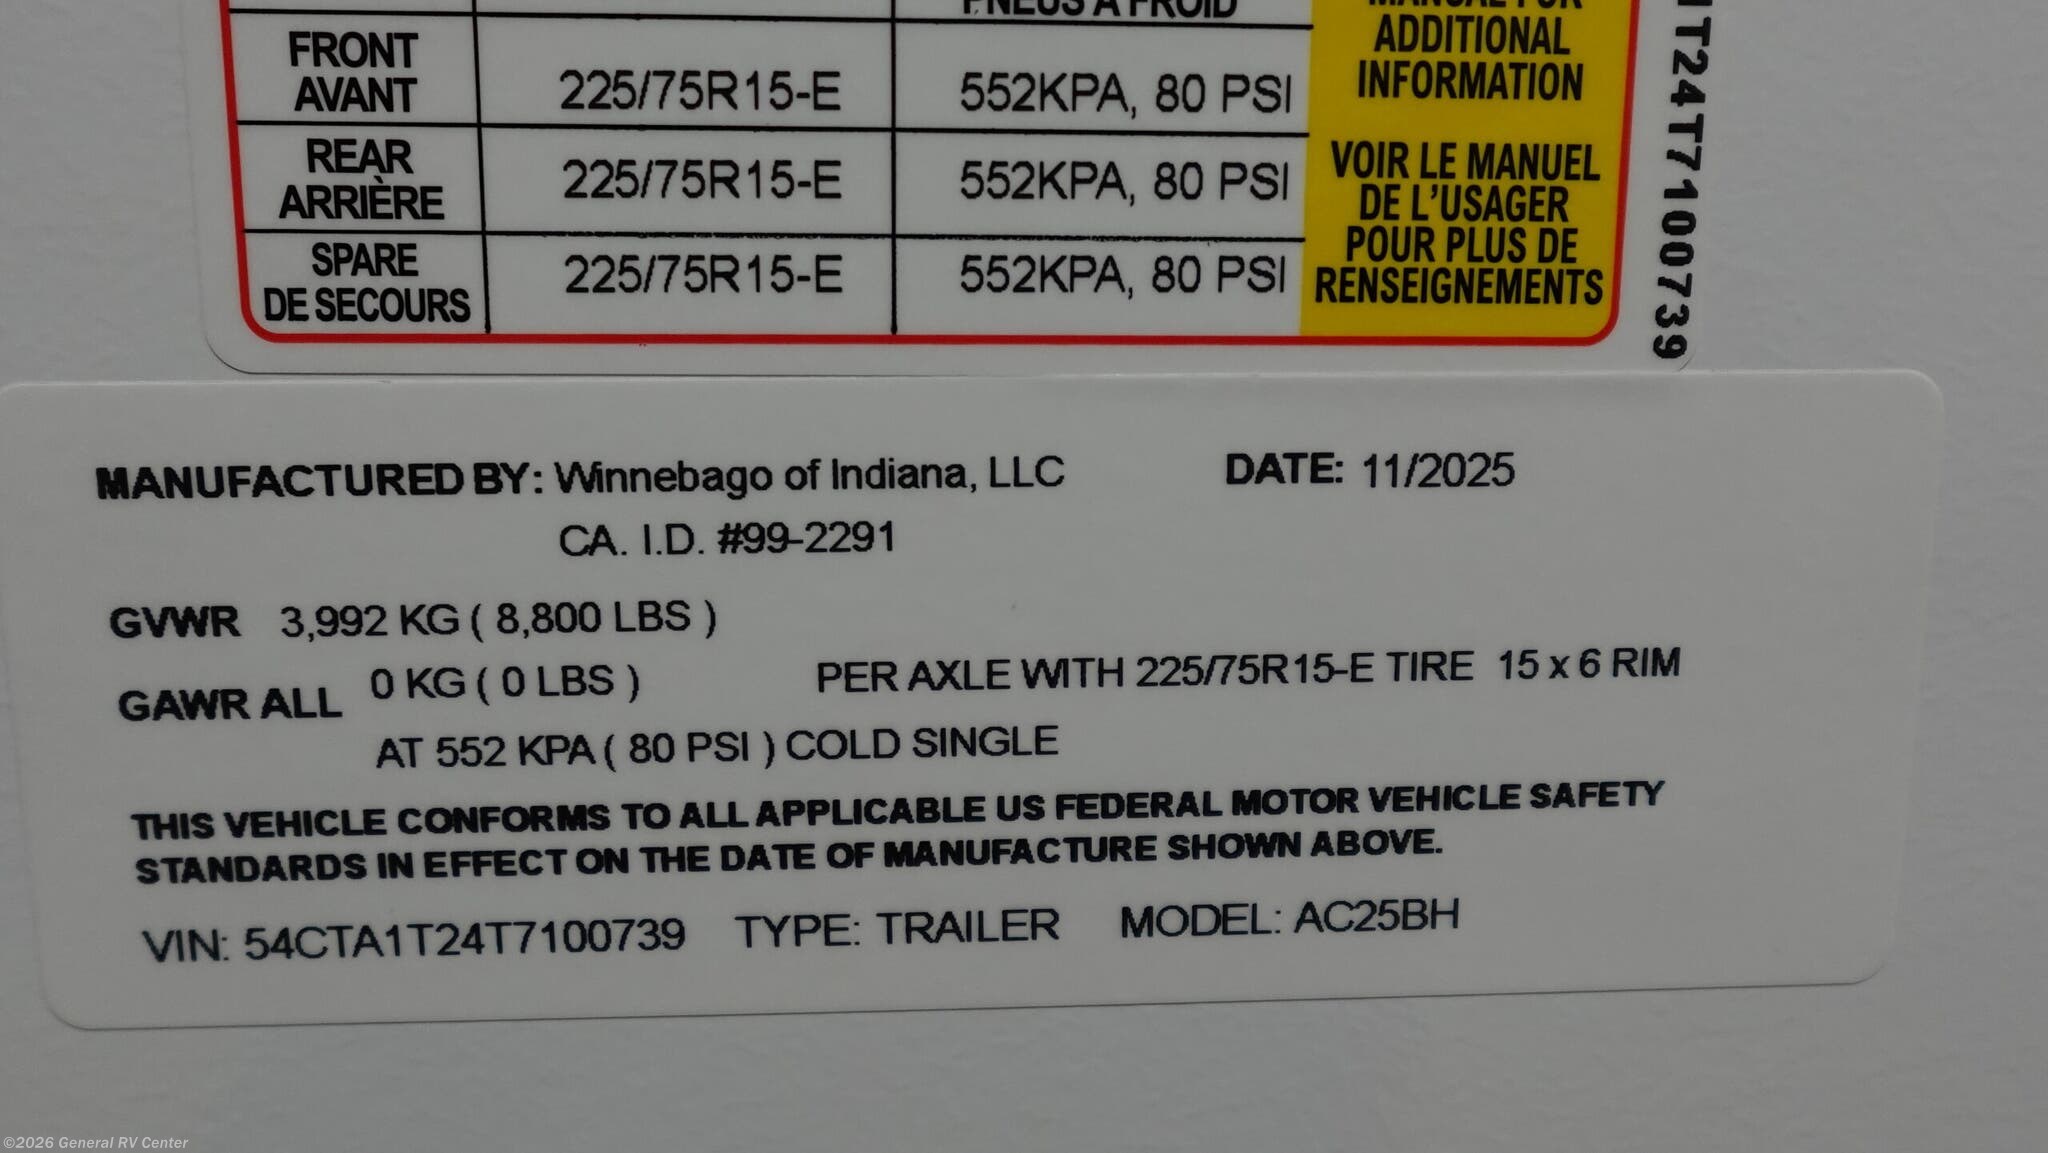 PNEUS À FROID
MANUAL FOR
ADDITIONAL
INFORMATION
FRONT
AVANT
225/75R15-E
552KPA, 80 PSI
REAR
ARRIÈRE
225/75R15-E
552KPA, 80 PSI
SPARE
DE SECOURS
225/75R15-E
552KPA, 80 PSI
VOIR LE MANUEL
DE L'USAGER
POUR PLUS DE
RENSEIGNEMENTS
1T24T7100739
MANUFACTURED BY: Winnebago of Indiana, LLC DATE: 11/2025
CA. I.D. #99-2291
GVWR 3,992 KG ( 8,800 LBS )
GAWR ALL 0 KG ( 0 LBS ) PER AXLE WITH 225/75R15-E TIRE 15 x 6 RIM
AT 552 KPA ( 80 PSI ) COLD SINGLE
THIS VEHICLE CONFORMS TO ALL APPLICABLE US FEDERAL MOTOR VEHICLE SAFETY
STANDARDS IN EFFECT ON THE DATE OF MANUFACTURE SHOWN ABOVE.
VIN: 54CTA1T24T7100739 TYPE: TRAILER MODEL: AC25BH
©2026 General RV Center